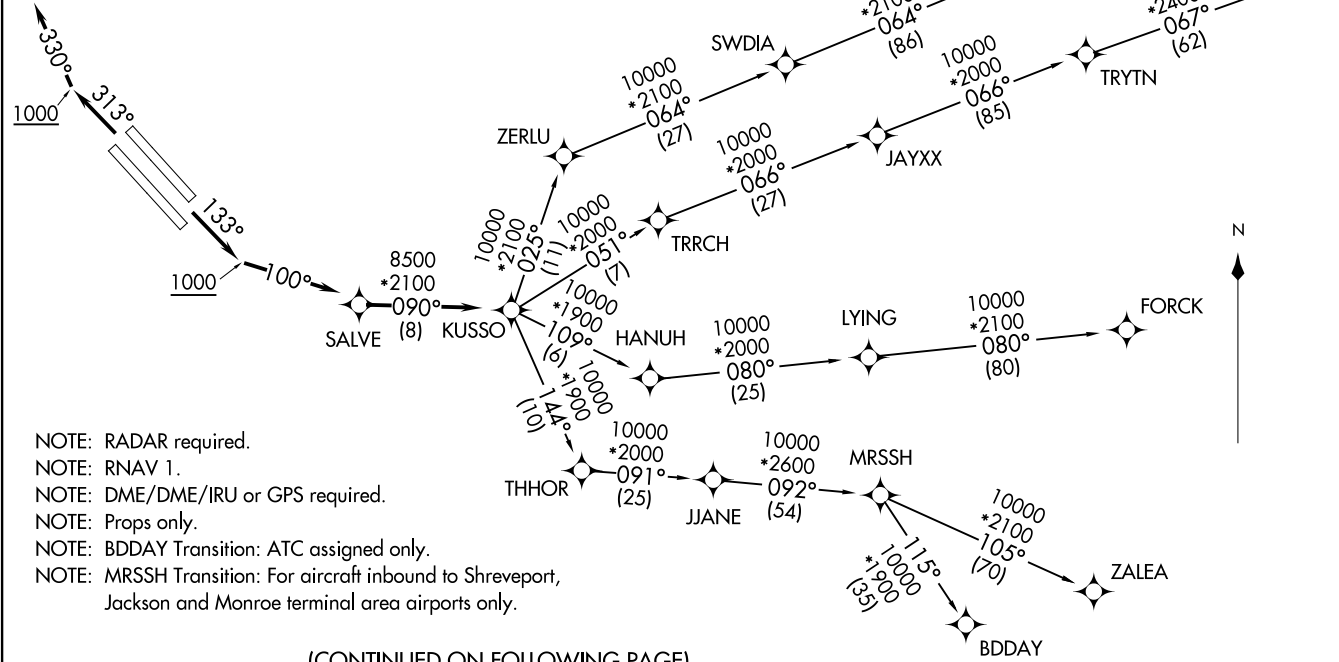 *2100
064°
(86)
*2400
067°
(62)
330°
1000
313°
SWDIA
10000
*2100
064°
(27)
10000
*2000
066°
(85)
TRYTN
ZERLU
10000
*2000
066°
(27)
JAYXX
133°
10000
*2100
025°
(11)
10000
*2000
051°
(7)
TRRCH
N
1000
100°
8500
*2100
090°
(8)
SALVE
KUSSO
10000
*1900
109°
(6)
HANUH
10000
*2000
080°
(25)
LYING
10000
*2100
080°
(80)
FORCK
10000
*1900
144°
(10)
THHOR
10000
*2000
091°
(25)
JJANE
10000
*2600
092°
(54)
MRSSH
10000
*2100
105°
(70)
ZALEA
115°
10000
*1900
(35)
BDDAY
NOTE: RADAR required.
NOTE: RNAV 1.
NOTE: DME/DME/IRU or GPS required.
NOTE: Props only.
NOTE: BDDAY Transition: ATC assigned only.
NOTE: MRSSH Transition: For aircraft inbound to Shreveport,
Jackson and Monroe terminal area airports only.
(CONTINUED ON FOLLOWING PAGE)